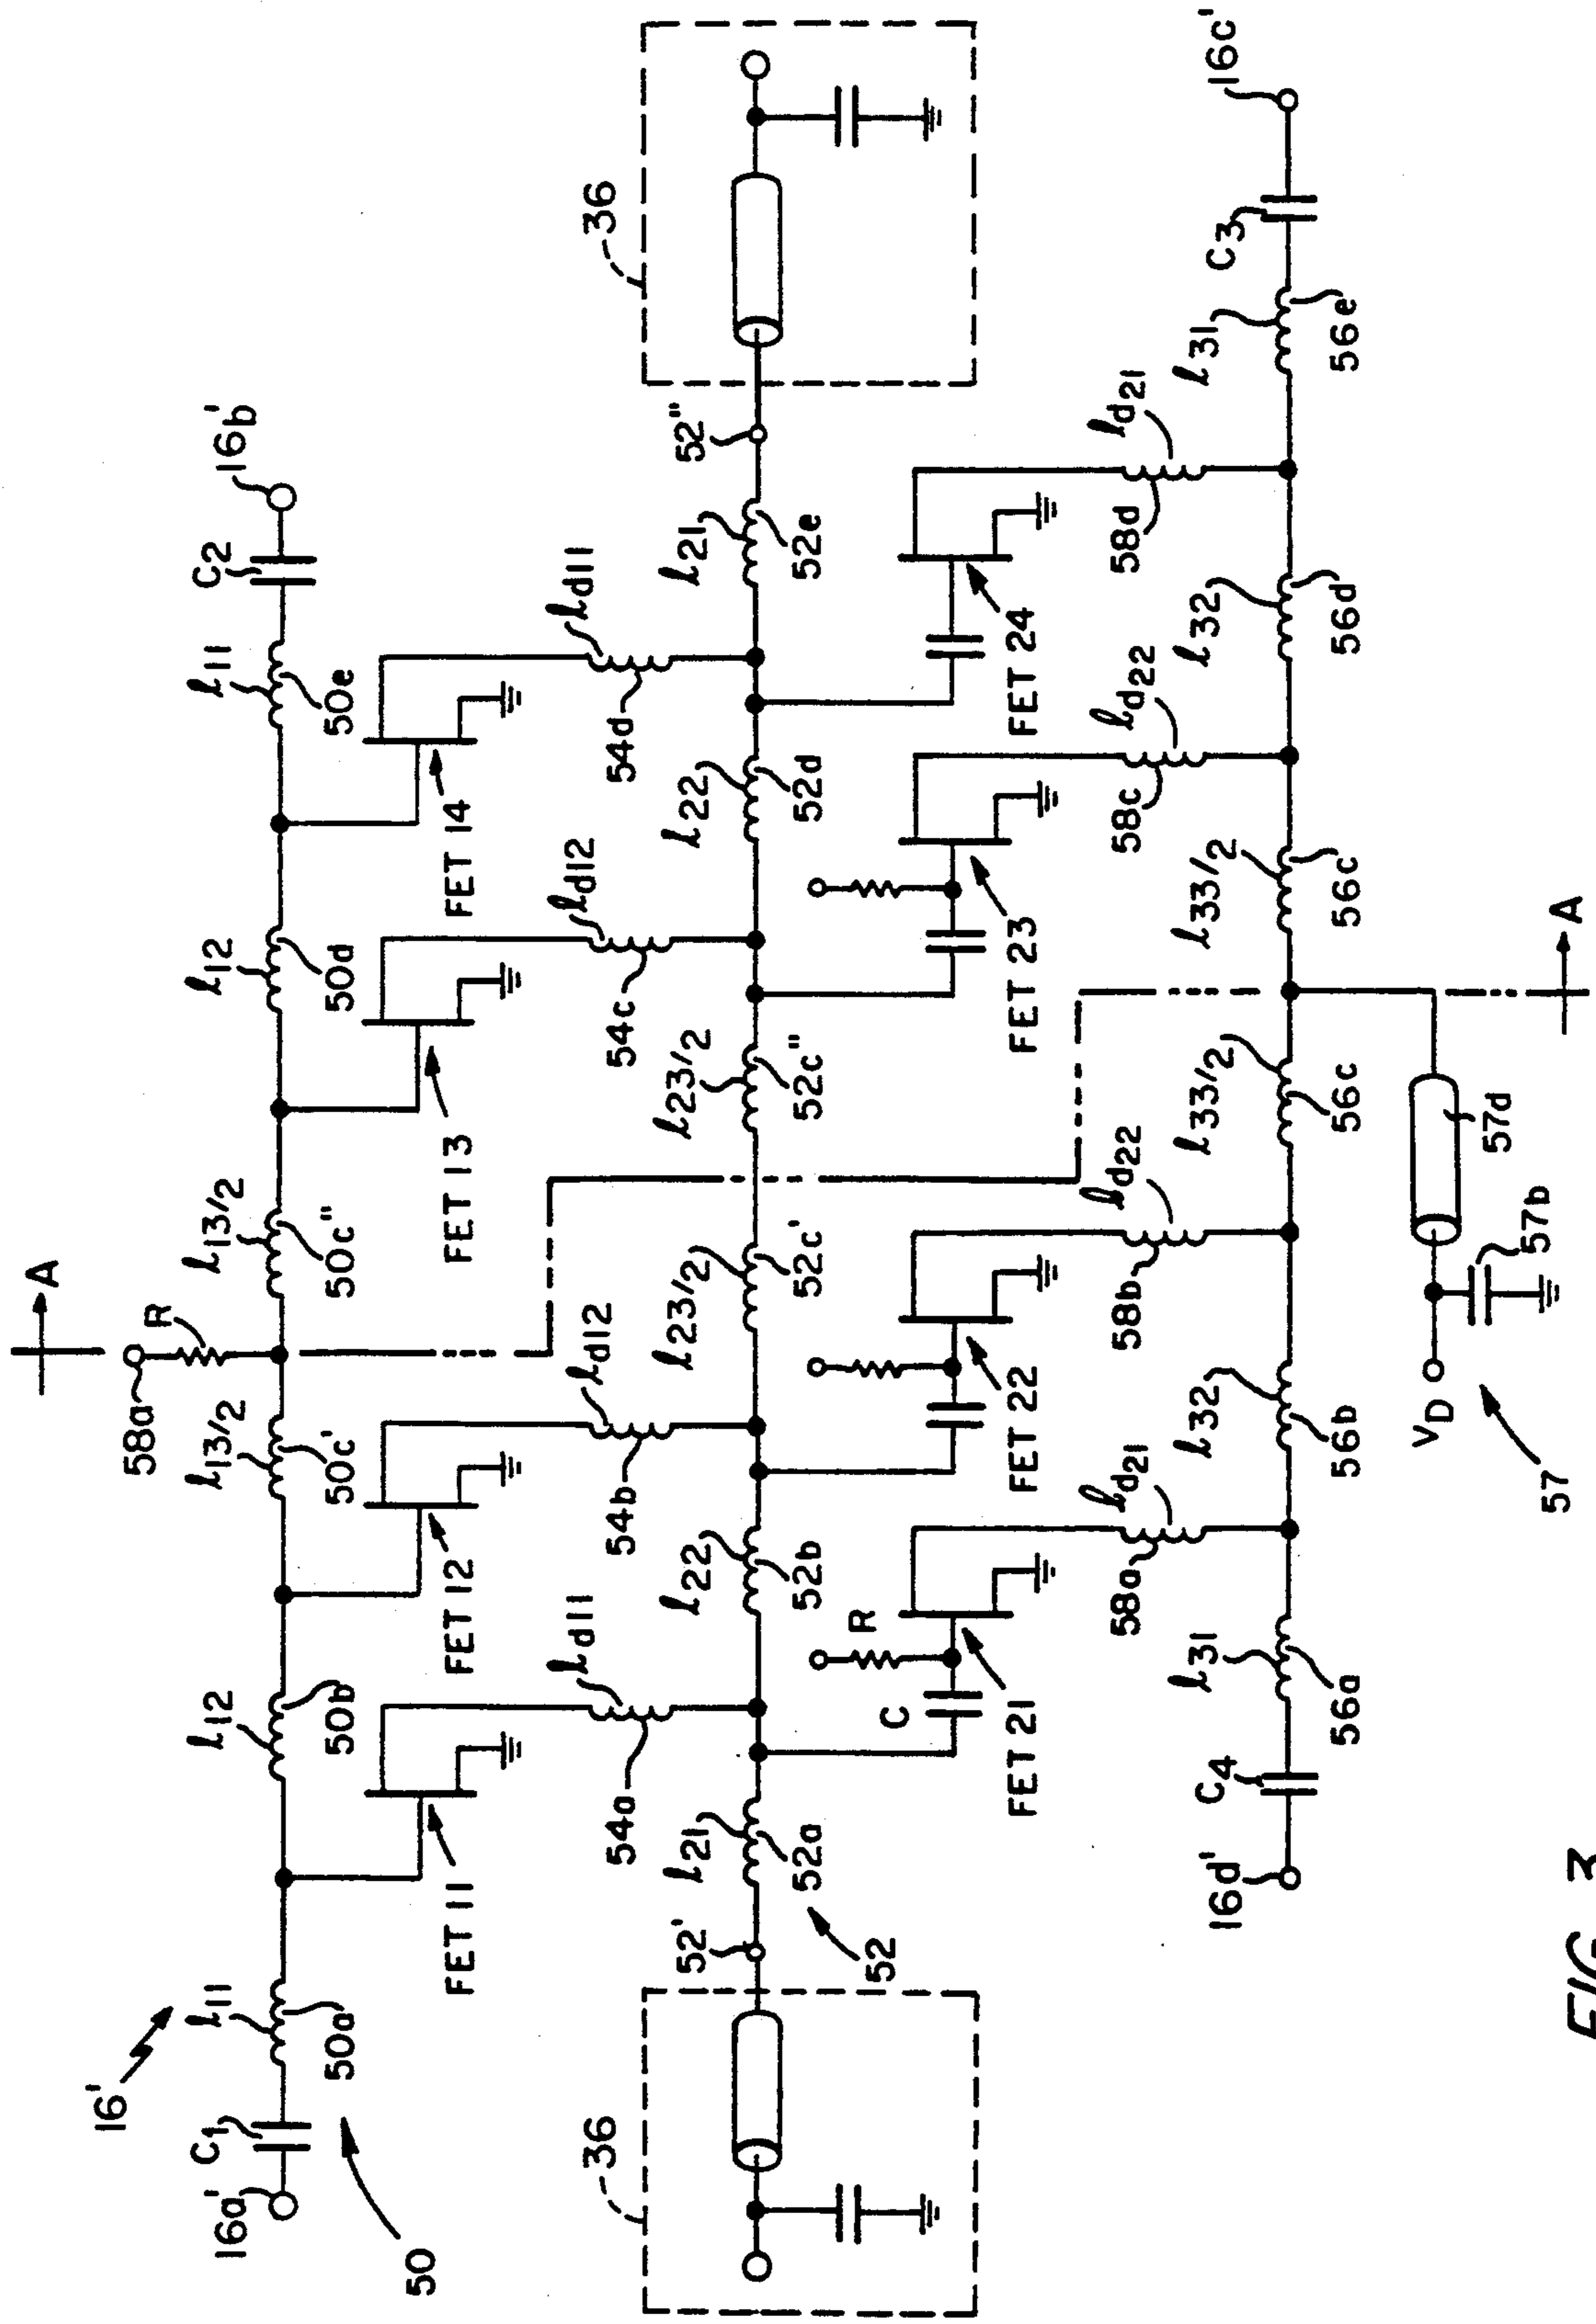 16'
16a'
C1
l11
50a
l12
50b
l13/2
50c'
58a
R
A
l13/2
50c"
l12
50d
l11
50e
C2
16b'
50
FET 11
FET 12
FET 13
FET 14
ld11
54a
ld12
54b
ld12
54c
ld11
54d
36
52'
l21
52a
52
l22
52b
l23/2
52c'
l23/2
52c"
l22
52d
l21
52e
52"
36
C
R
FET 21
FET 22
FET 23
FET 24
ld21
58a
ld22
58b
ld22
58c
ld21
58d
16d'
C4
l31
56a
l32
56b
l33/2
56c
l33/2
56c
l32
56d
l31
56e
C3
16c'
VD
57
57b
57d
A
FIG. 3